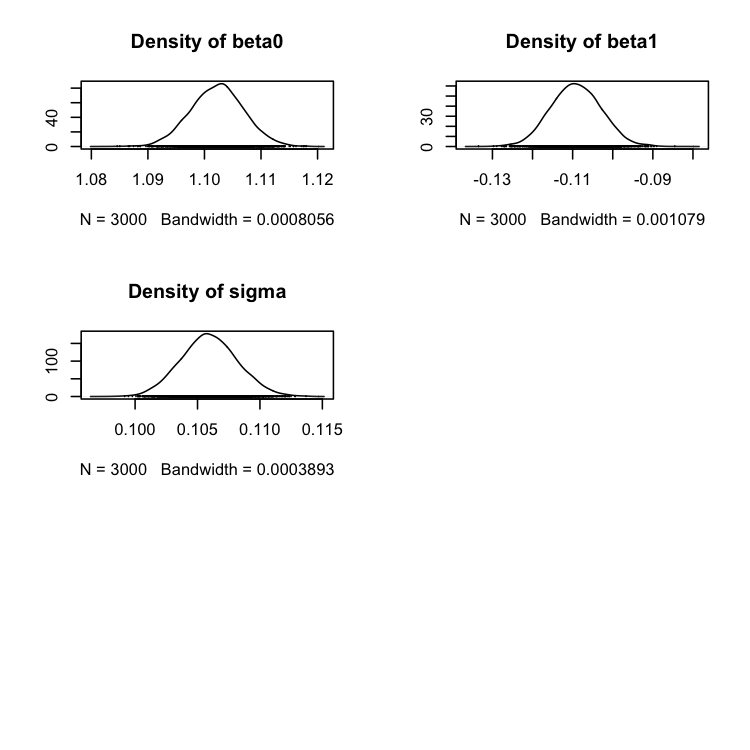 Density of beta0
0 40
1.08 1.09 1.10 1.11 1.12
N = 3000 Bandwidth = 0.0008056
Density of beta1
0 30
-0.13 -0.11 -0.09
N = 3000 Bandwidth = 0.001079
Density of sigma
0 100
0.100 0.105 0.110 0.115
N = 3000 Bandwidth = 0.0003893